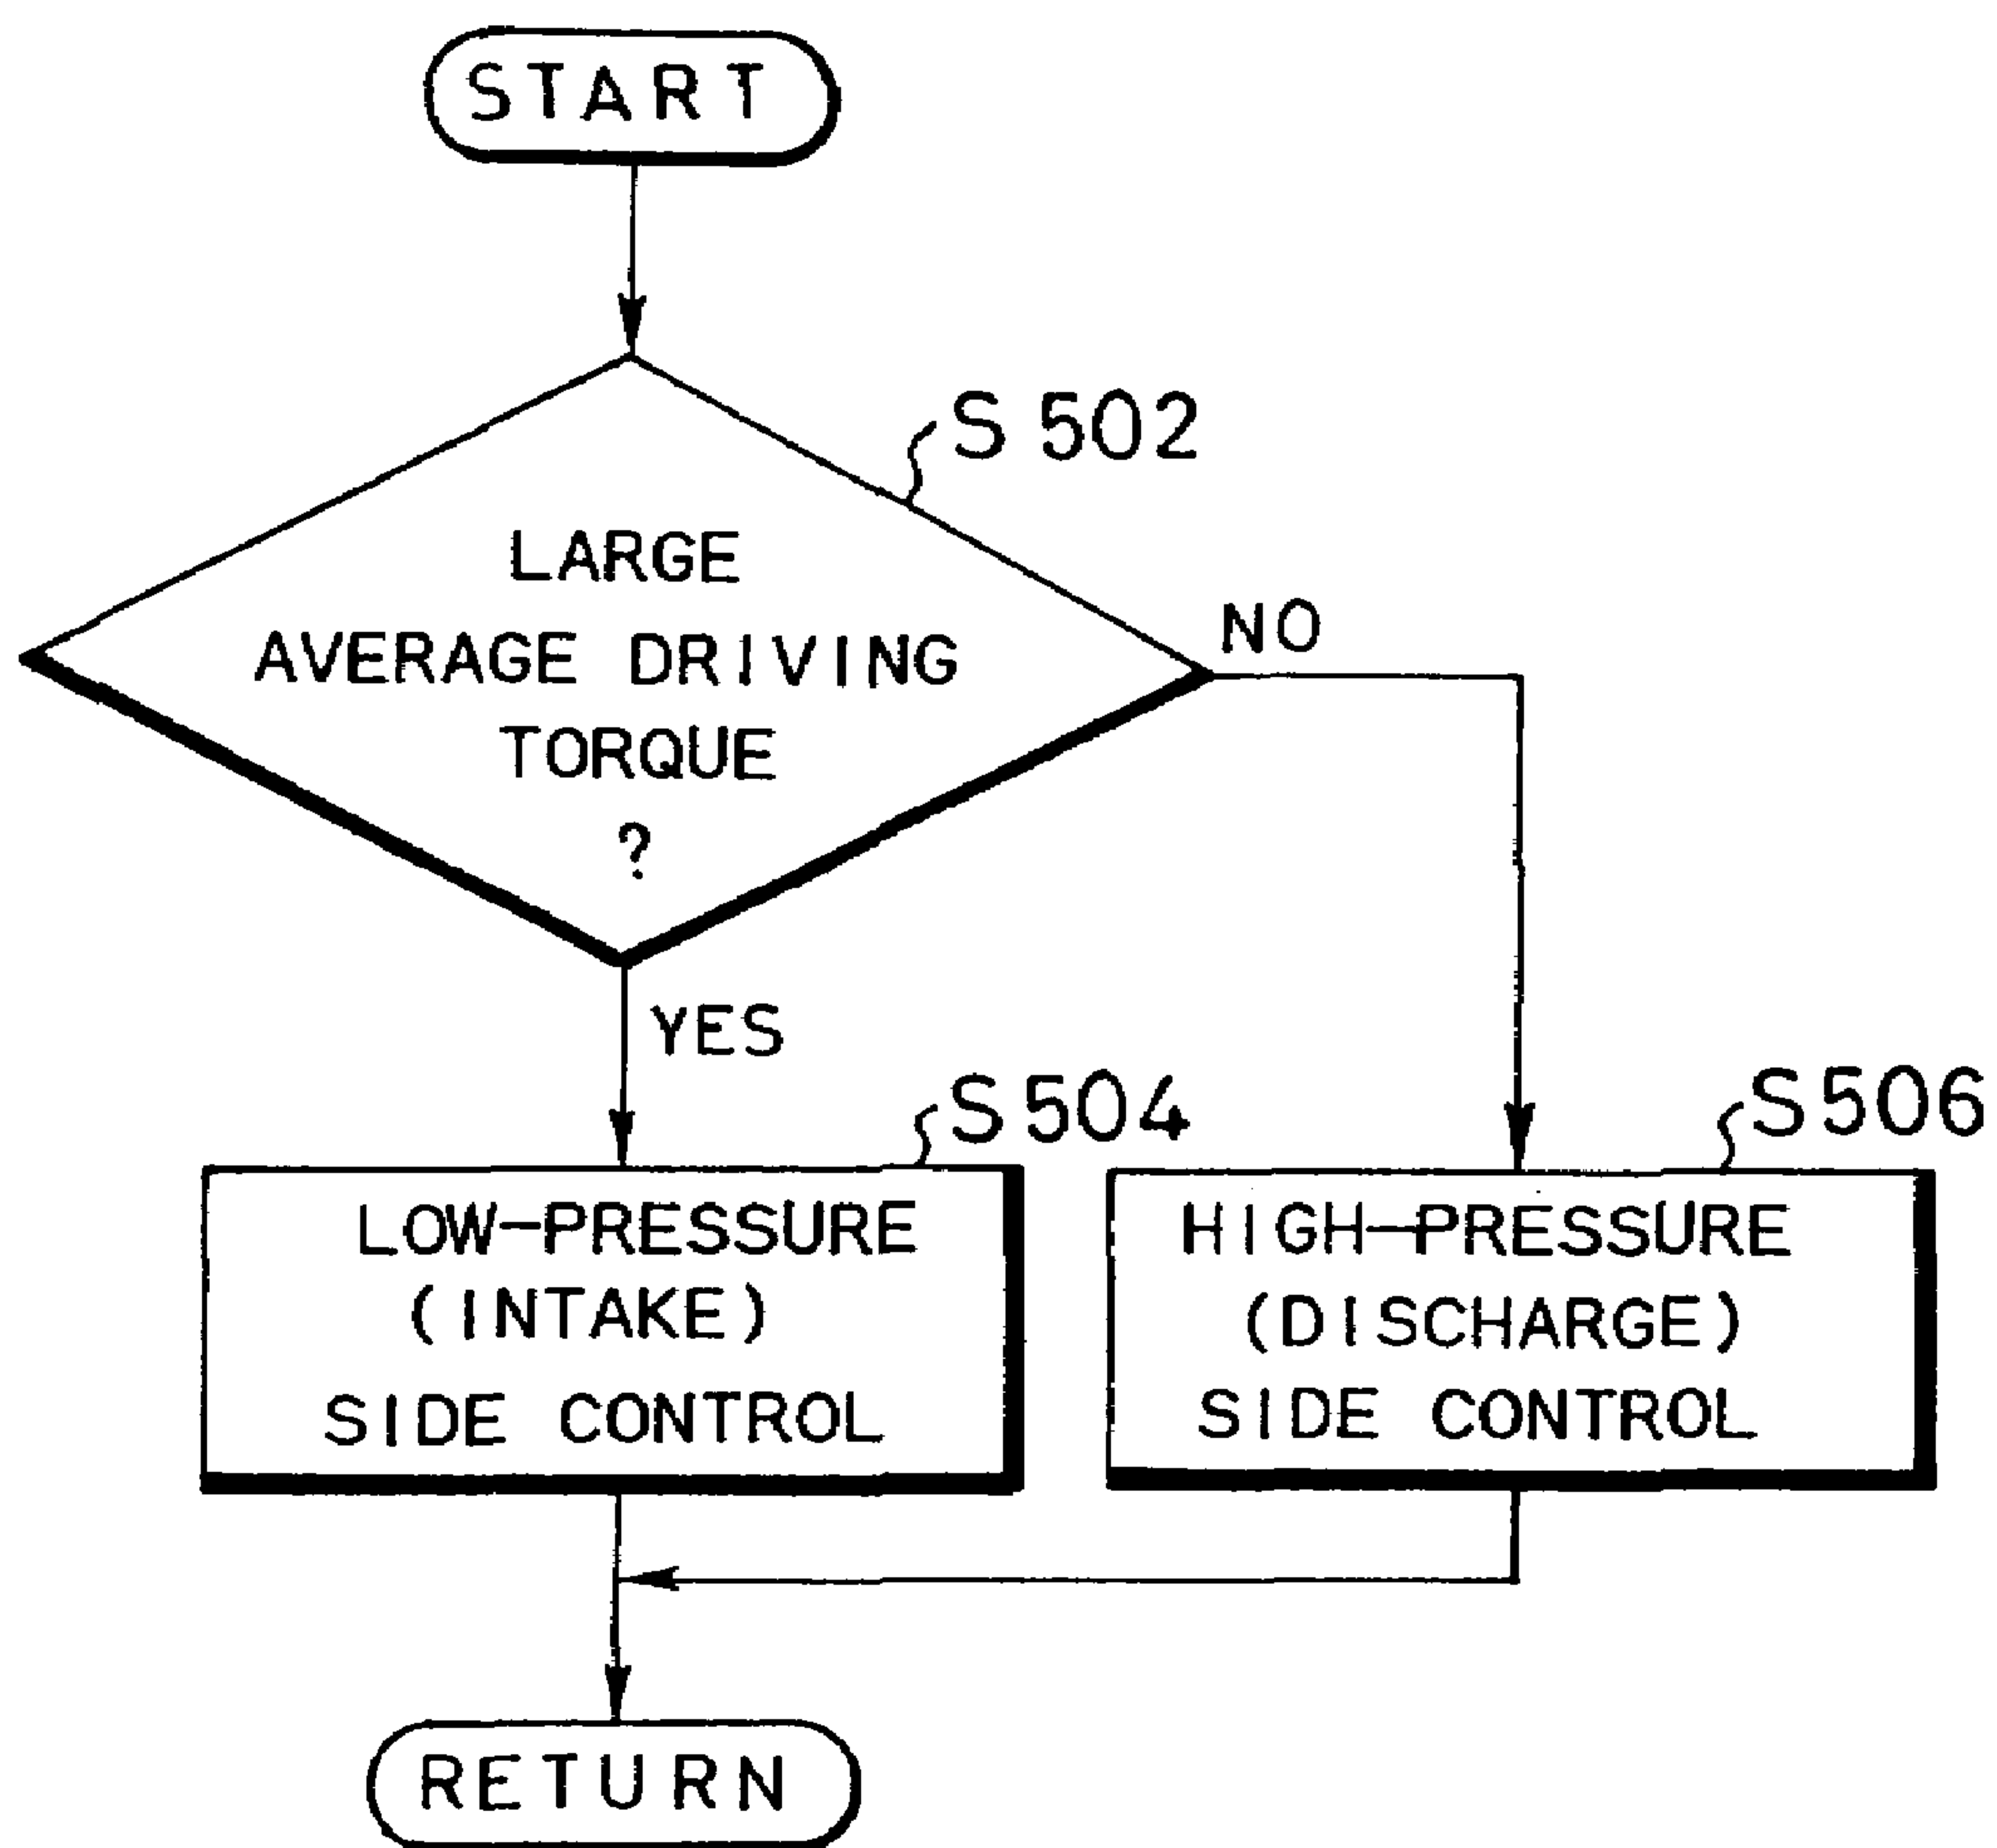 START
S502
LARGE
AVERAGE DRIVING
TORQUE
?
NO
YES
S504
LOW-PRESSURE
(INTAKE)
SIDE CONTROL
S506
HIGH-PRESSURE
(DISCHARGE)
SIDE CONTROL
RETURN